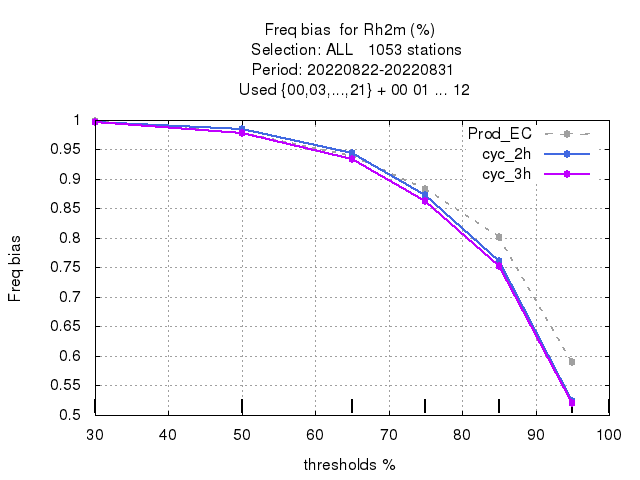 Freq bias  for Rh2m (%)
Selection: ALL   1053 stations
Period: 20220822-20220831
Used {00,03,...,21} + 00 01 ... 12
Prod_EC
cyc_2h
cyc_3h
1
0.95
0.9
0.85
0.8
0.75
0.7
0.65
0.6
0.55
0.5
Freq bias
30 40 50 60 70 80 90 100
thresholds %